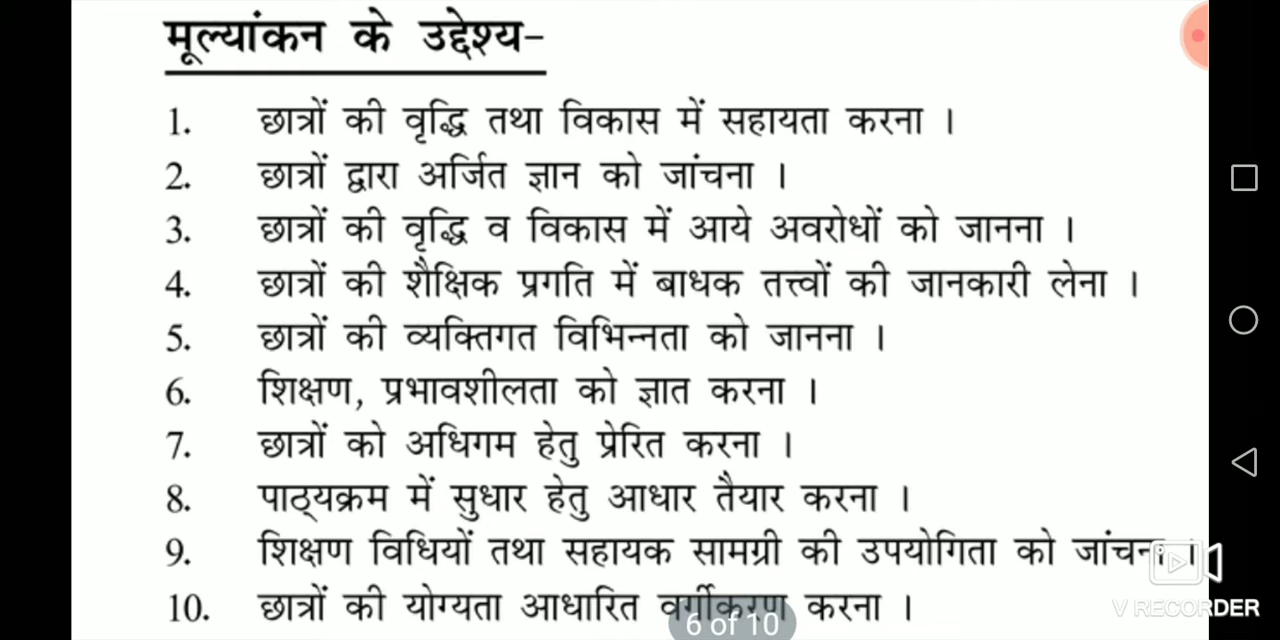 मूल्यांकन के उद्देश्य-
1. छात्रों की वृद्धि तथा विकास में सहायता करना ।
2. छात्रों द्वारा अर्जित ज्ञान को जांचना ।
3. छात्रों की वृद्धि व विकास में आये अवरोधों को जानना ।
4. छात्रों की शैक्षिक प्रगति में बाधक तत्त्वों की जानकारी लेना ।
5. छात्रों की व्यक्तिगत विभिन्नता को जानना ।
6. शिक्षण, प्रभावशीलता को ज्ञात करना ।
7. छात्रों को अधिगम हेतु प्रेरित करना ।
8. पाठ्यक्रम में सुधार हेतु आधार तैयार करना ।
9. शिक्षण विधियों तथा सहायक सामग्री की उपयोगिता को जांचना ।
10. छात्रों की योग्यता आधारित वर्गीकरण करना ।
6 of 10
V RECORDER